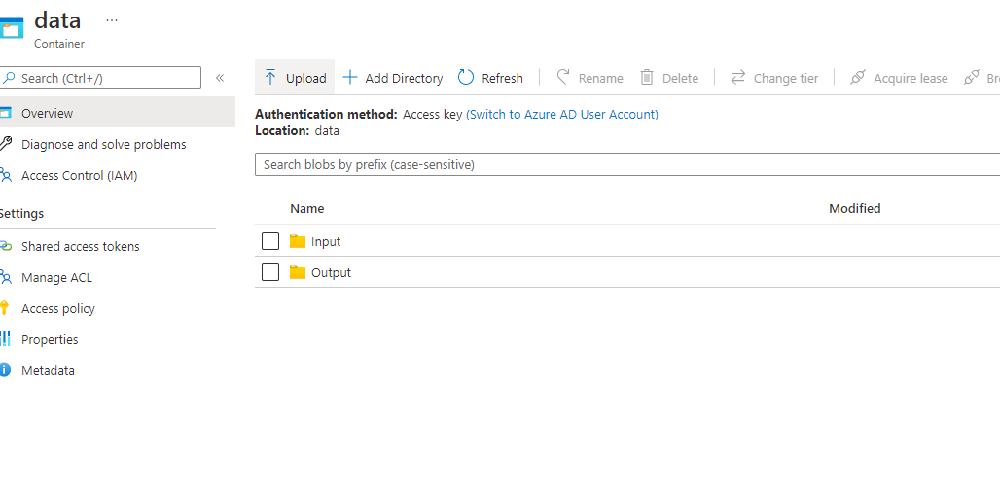 data ...
Container
Search (Ctrl+/) «
Overview
Diagnose and solve problems
Access Control (IAM)
Settings
Shared access tokens
Manage ACL
Access policy
Properties
Metadata
Upload Add Directory Refresh Rename Delete Change tier Acquire lease Br
Authentication method: Access key (Switch to Azure AD User Account)
Location: data
Search blobs by prefix (case-sensitive)
Name Modified
Input
Output